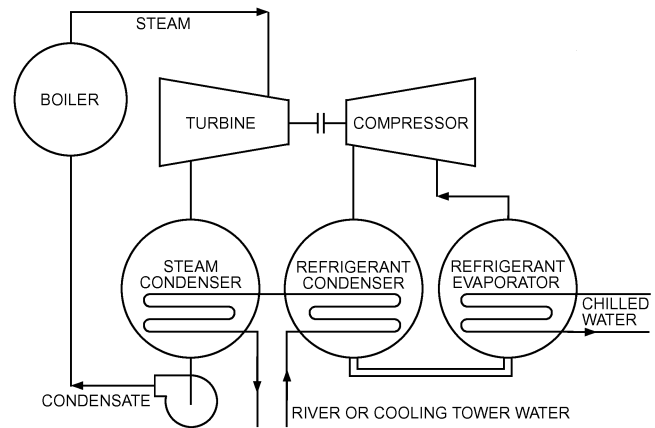 STEAM
BOILER
TURBINE
COMPRESSOR
STEAM
CONDENSER
REFRIGERANT
CONDENSER
REFRIGERANT
EVAPORATOR
CHILLED
WATER
CONDENSATE
RIVER OR COOLING TOWER WATER